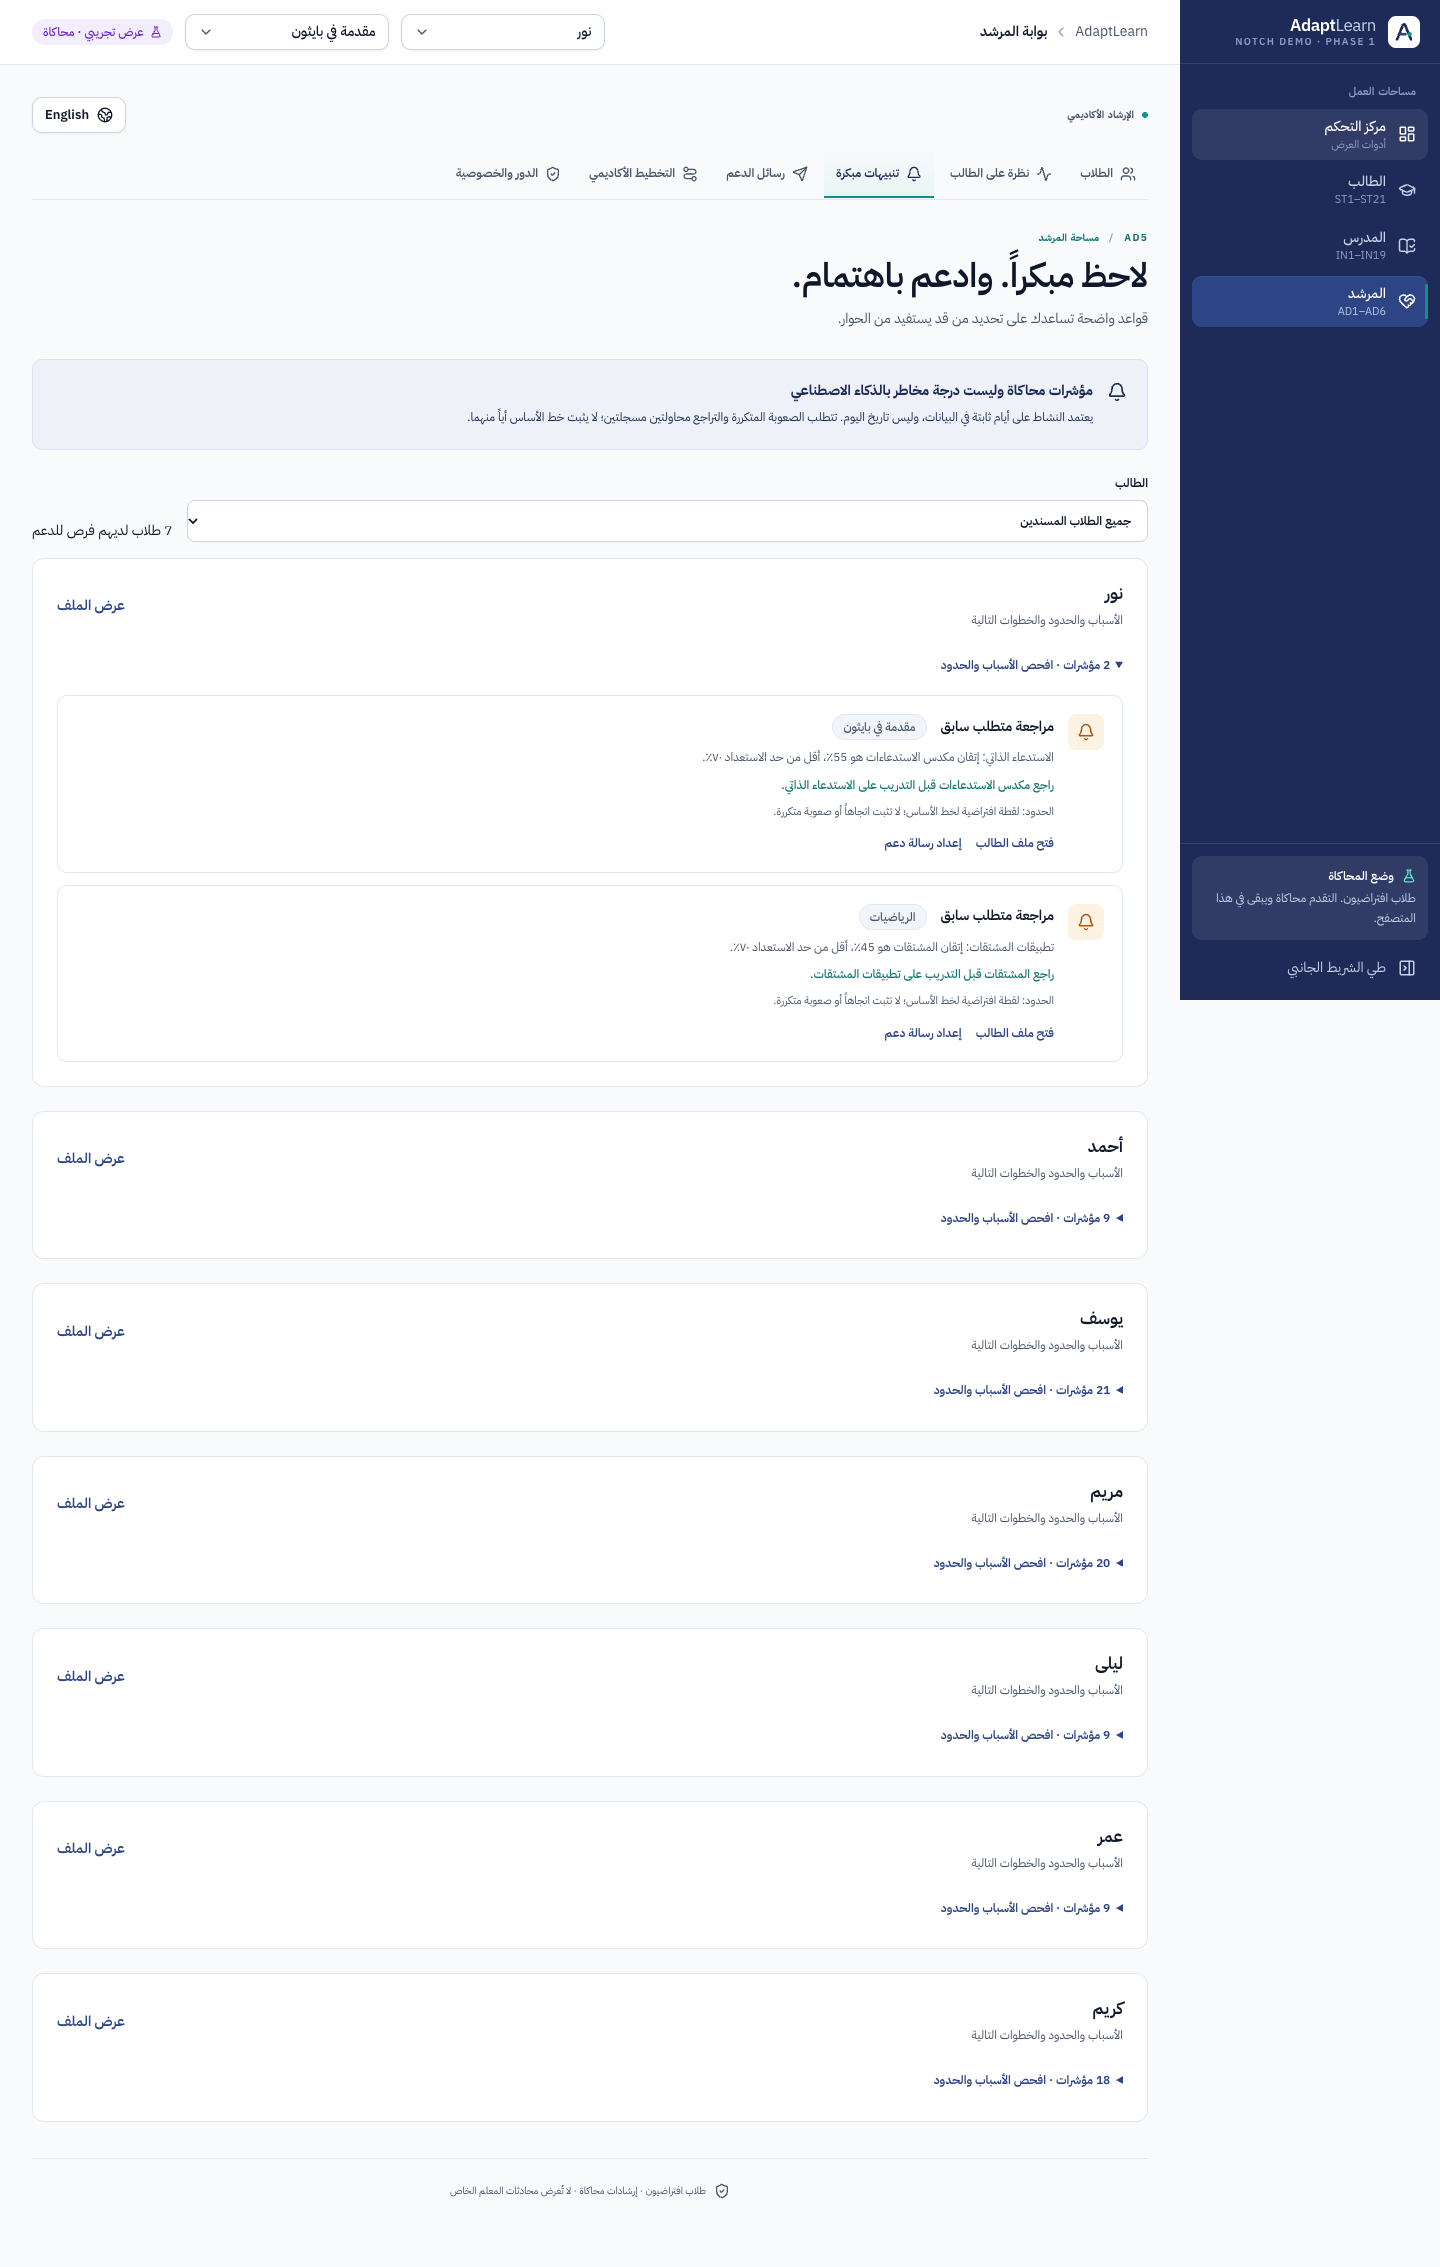 AdaptLearn
NOTCH DEMO · PHASE 1
مساحات العمل
مركز التحكم
أدوات العرض
الطالب
ST1–ST21
المدرس
IN1–IN19
المرشد
AD1–AD6
وضع المحاكاة
طلاب افتراضيون. التقدم محاكاة ويبقى في هذا
المتصفح.
طي الشريط الجانبي
AdaptLearn
بوابة المرشد
نور
مقدمة في بايثون
عرض تجريبي · محاكاة
الإرشاد الأكاديمي
English
الطلاب
نظرة على الطالب
تنبيهات مبكرة
رسائل الدعم
التخطيط الأكاديمي
الدور والخصوصية
AD5 / مساحة المرشد
لاحظ مبكراً. وادعم باهتمام.
قواعد واضحة تساعدك على تحديد من قد يستفيد من الحوار.
مؤشرات محاكاة وليست درجة مخاطر بالذكاء الاصطناعي
يعتمد النشاط على أيام ثابتة في البيانات، وليس تاريخ اليوم. تتطلب الصعوبة المتكررة والتراجع محاولتين مسجلتين؛ لا يثبت خط الأساس أياً منهما.
الطالب
جميع الطلاب المسندين
7 طلاب لديهم فرص للدعم
نور
الأسباب والحدود والخطوات التالية
عرض الملف
2 مؤشرات · افحص الأسباب والحدود
مراجعة متطلب سابق
مقدمة في بايثون
الاستدعاء الذاتي: إتقان مكدس الاستدعاءات هو 55٪، أقل من حد الاستعداد ٧٠٪.
راجع مكدس الاستدعاءات قبل التدريب على الاستدعاء الذاتي.
الحدود: لقطة افتراضية لخط الأساس؛ لا تثبت اتجاهاً أو صعوبة متكررة.
فتح ملف الطالب
إعداد رسالة دعم
مراجعة متطلب سابق
الرياضيات
تطبيقات المشتقات: إتقان المشتقات هو 45٪، أقل من حد الاستعداد ٧٠٪.
راجع المشتقات قبل التدريب على تطبيقات المشتقات.
الحدود: لقطة افتراضية لخط الأساس؛ لا تثبت اتجاهاً أو صعوبة متكررة.
فتح ملف الطالب
إعداد رسالة دعم
أحمد
الأسباب والحدود والخطوات التالية
عرض الملف
9 مؤشرات · افحص الأسباب والحدود
يوسف
الأسباب والحدود والخطوات التالية
عرض الملف
21 مؤشرات · افحص الأسباب والحدود
مريم
الأسباب والحدود والخطوات التالية
عرض الملف
20 مؤشرات · افحص الأسباب والحدود
ليلى
الأسباب والحدود والخطوات التالية
عرض الملف
9 مؤشرات · افحص الأسباب والحدود
عمر
الأسباب والحدود والخطوات التالية
عرض الملف
9 مؤشرات · افحص الأسباب والحدود
كريم
الأسباب والحدود والخطوات التالية
عرض الملف
18 مؤشرات · افحص الأسباب والحدود
طلاب افتراضيون · إرشادات محاكاة · لا تُعرض محادثات المعلم الخاص